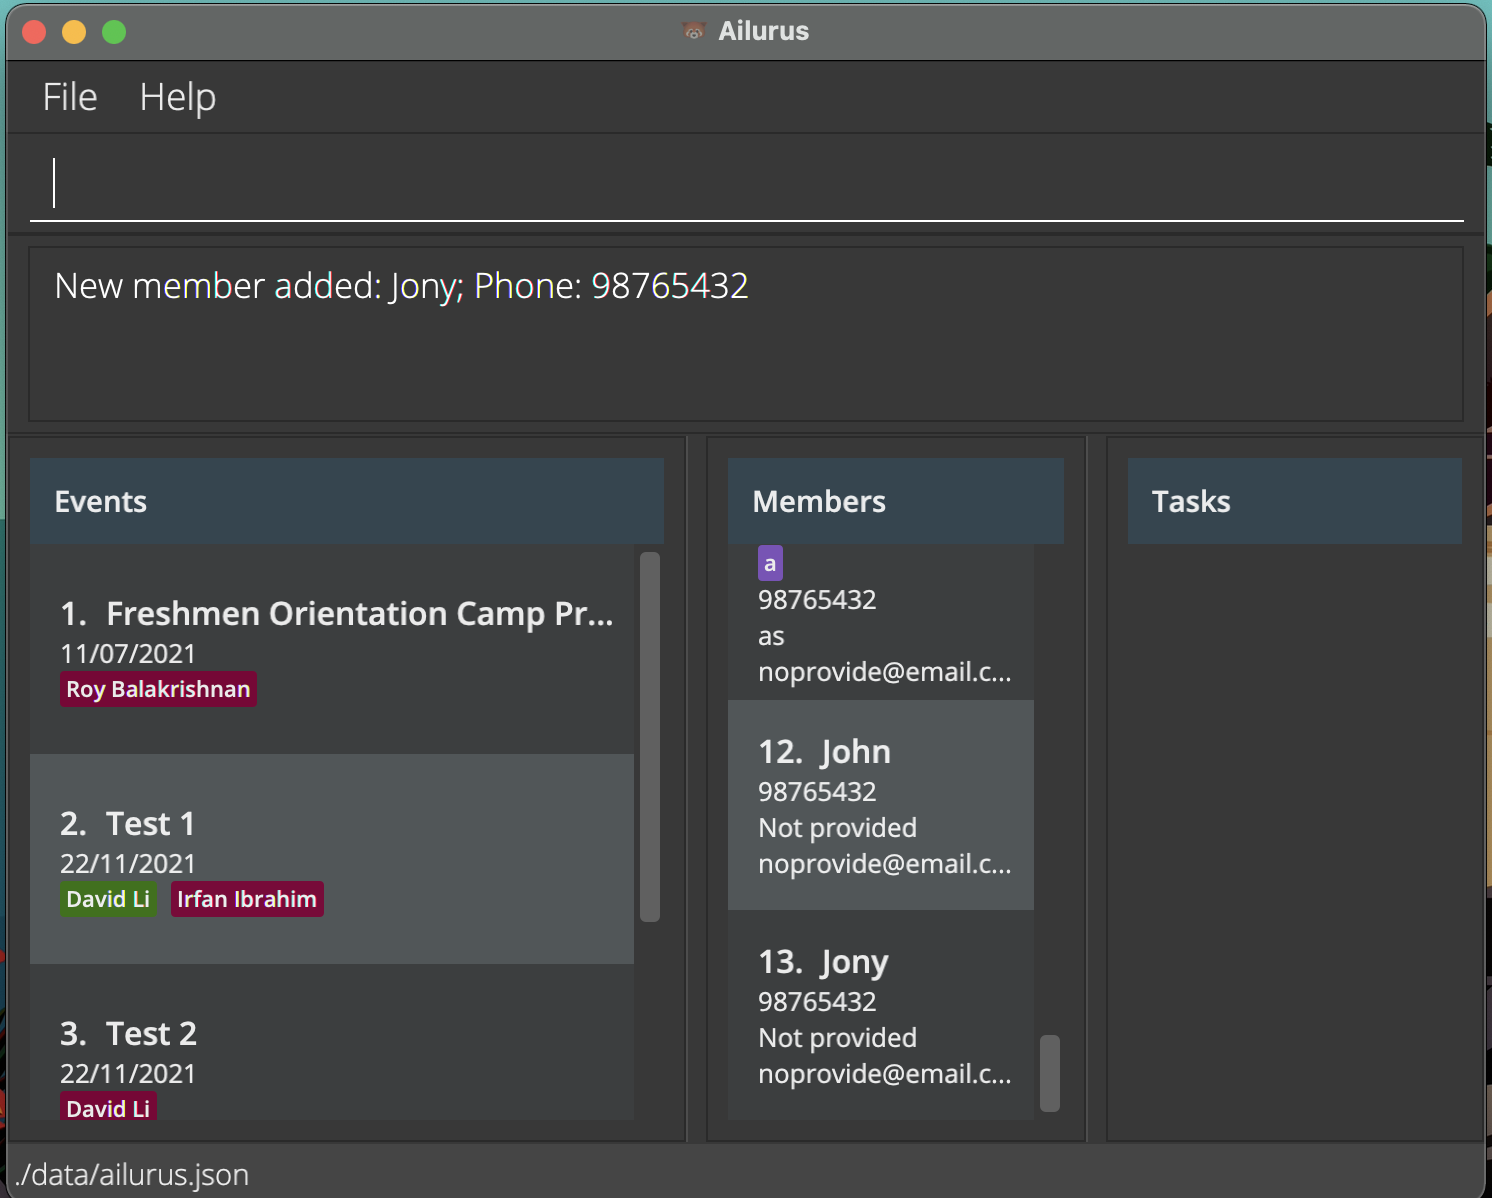 Ailurus
File Help
New member added: Jony; Phone: 98765432
Events
1. Freshmen Orientation Camp Pr...
11/07/2021
Roy Balakrishnan
2. Test 1
22/11/2021
David Li Irfan Ibrahim
3. Test 2
22/11/2021
David Li
Members
a
98765432
as
noprovide@email.c...
12. John
98765432
Not provided
noprovide@email.c...
13. Jony
98765432
Not provided
noprovide@email.c...
Tasks
./data/ailurus.json